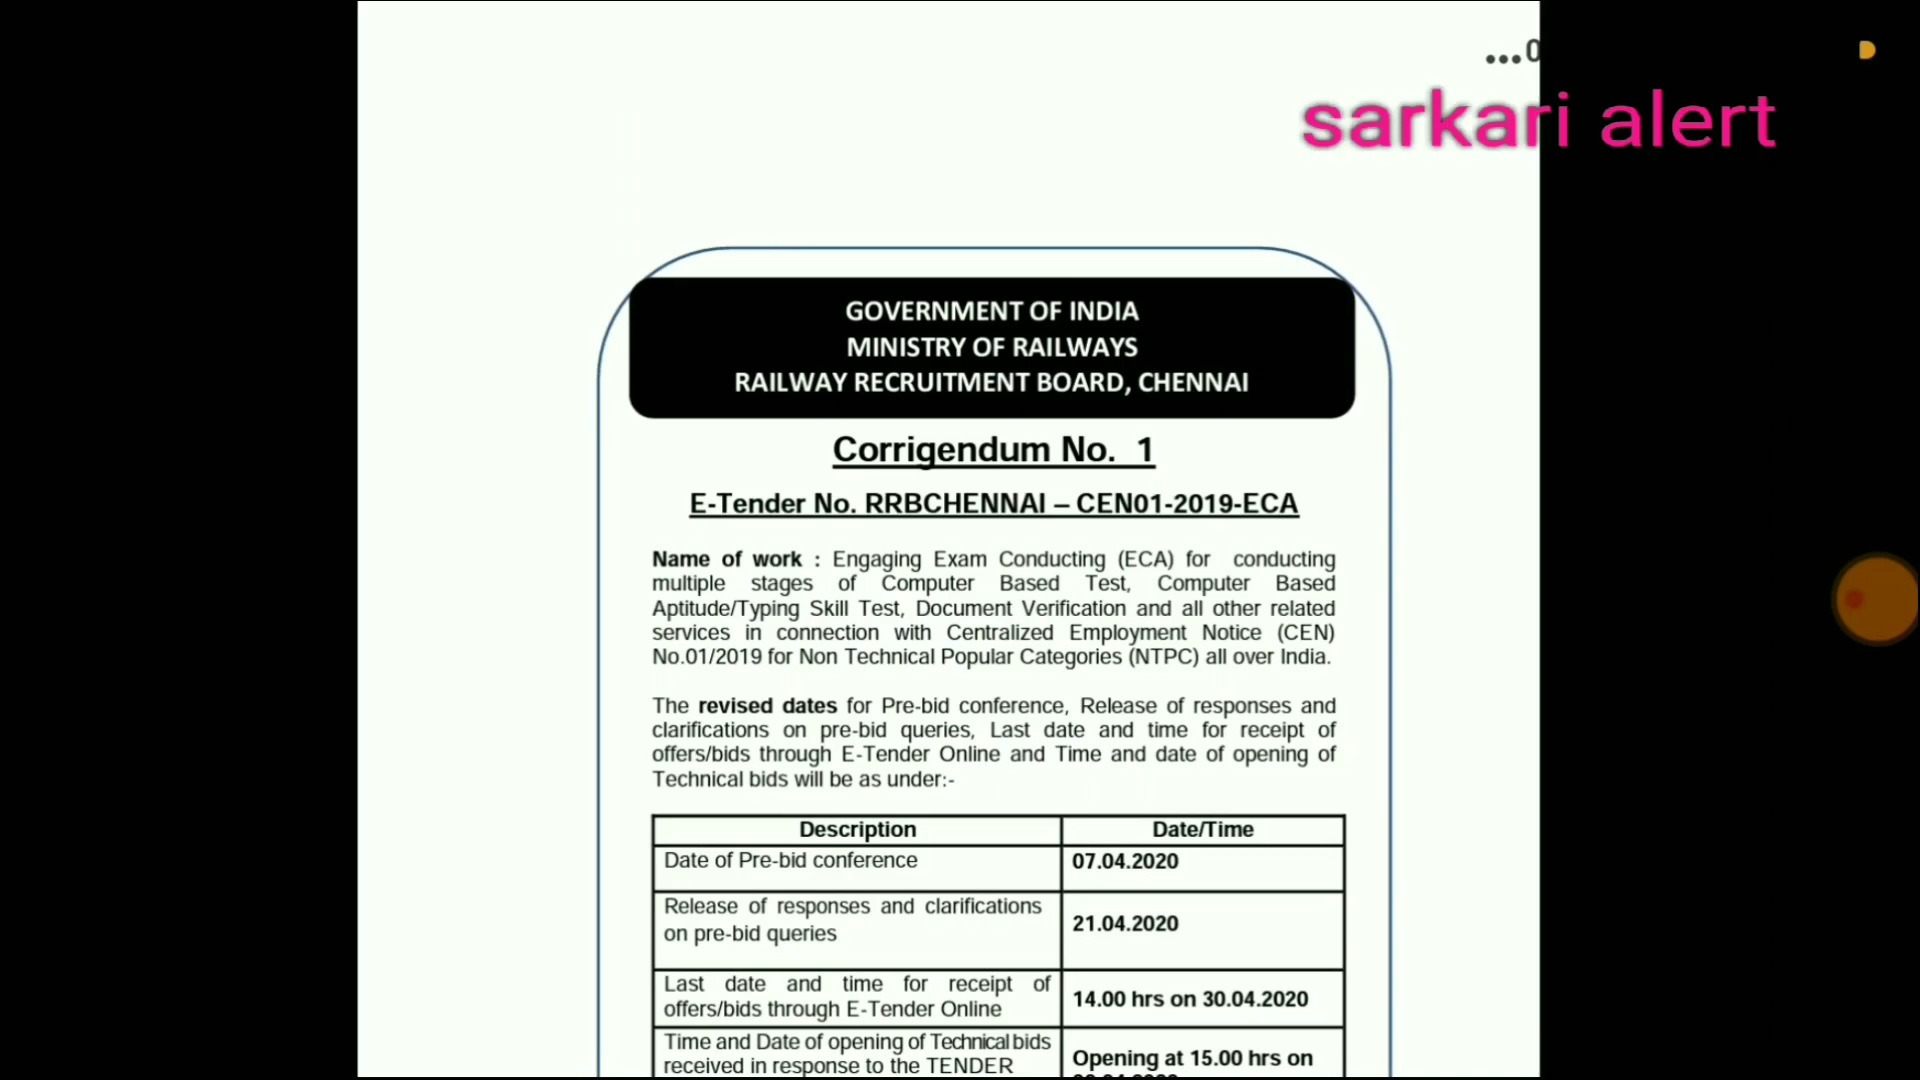 ...0
sarkari alert
GOVERNMENT OF INDIA
MINISTRY OF RAILWAYS
RAILWAY RECRUITMENT BOARD, CHENNAI
Corrigendum No. 1
E-Tender No. RRBCHENNAI – CEN01-2019-ECA
Name of work : Engaging Exam Conducting (ECA) for conducting
multiple stages of Computer Based Test, Computer Based
Aptitude/Typing Skill Test, Document Verification and all other related
services in connection with Centralized Employment Notice (CEN)
No.01/2019 for Non Technical Popular Categories (NTPC) all over India.
The revised dates for Pre-bid conference, Release of responses and
clarifications on pre-bid queries, Last date and time for receipt of
offers/bids through E-Tender Online and Time and date of opening of
Technical bids will be as under:-
Description Date/Time
Date of Pre-bid conference 07.04.2020
Release of responses and clarifications
on pre-bid queries 21.04.2020
Last date and time for receipt of
offers/bids through E-Tender Online 14.00 hrs on 30.04.2020
Time and Date of opening of Technical bids
received in response to the TENDER
Opening at 15.00 hrs on